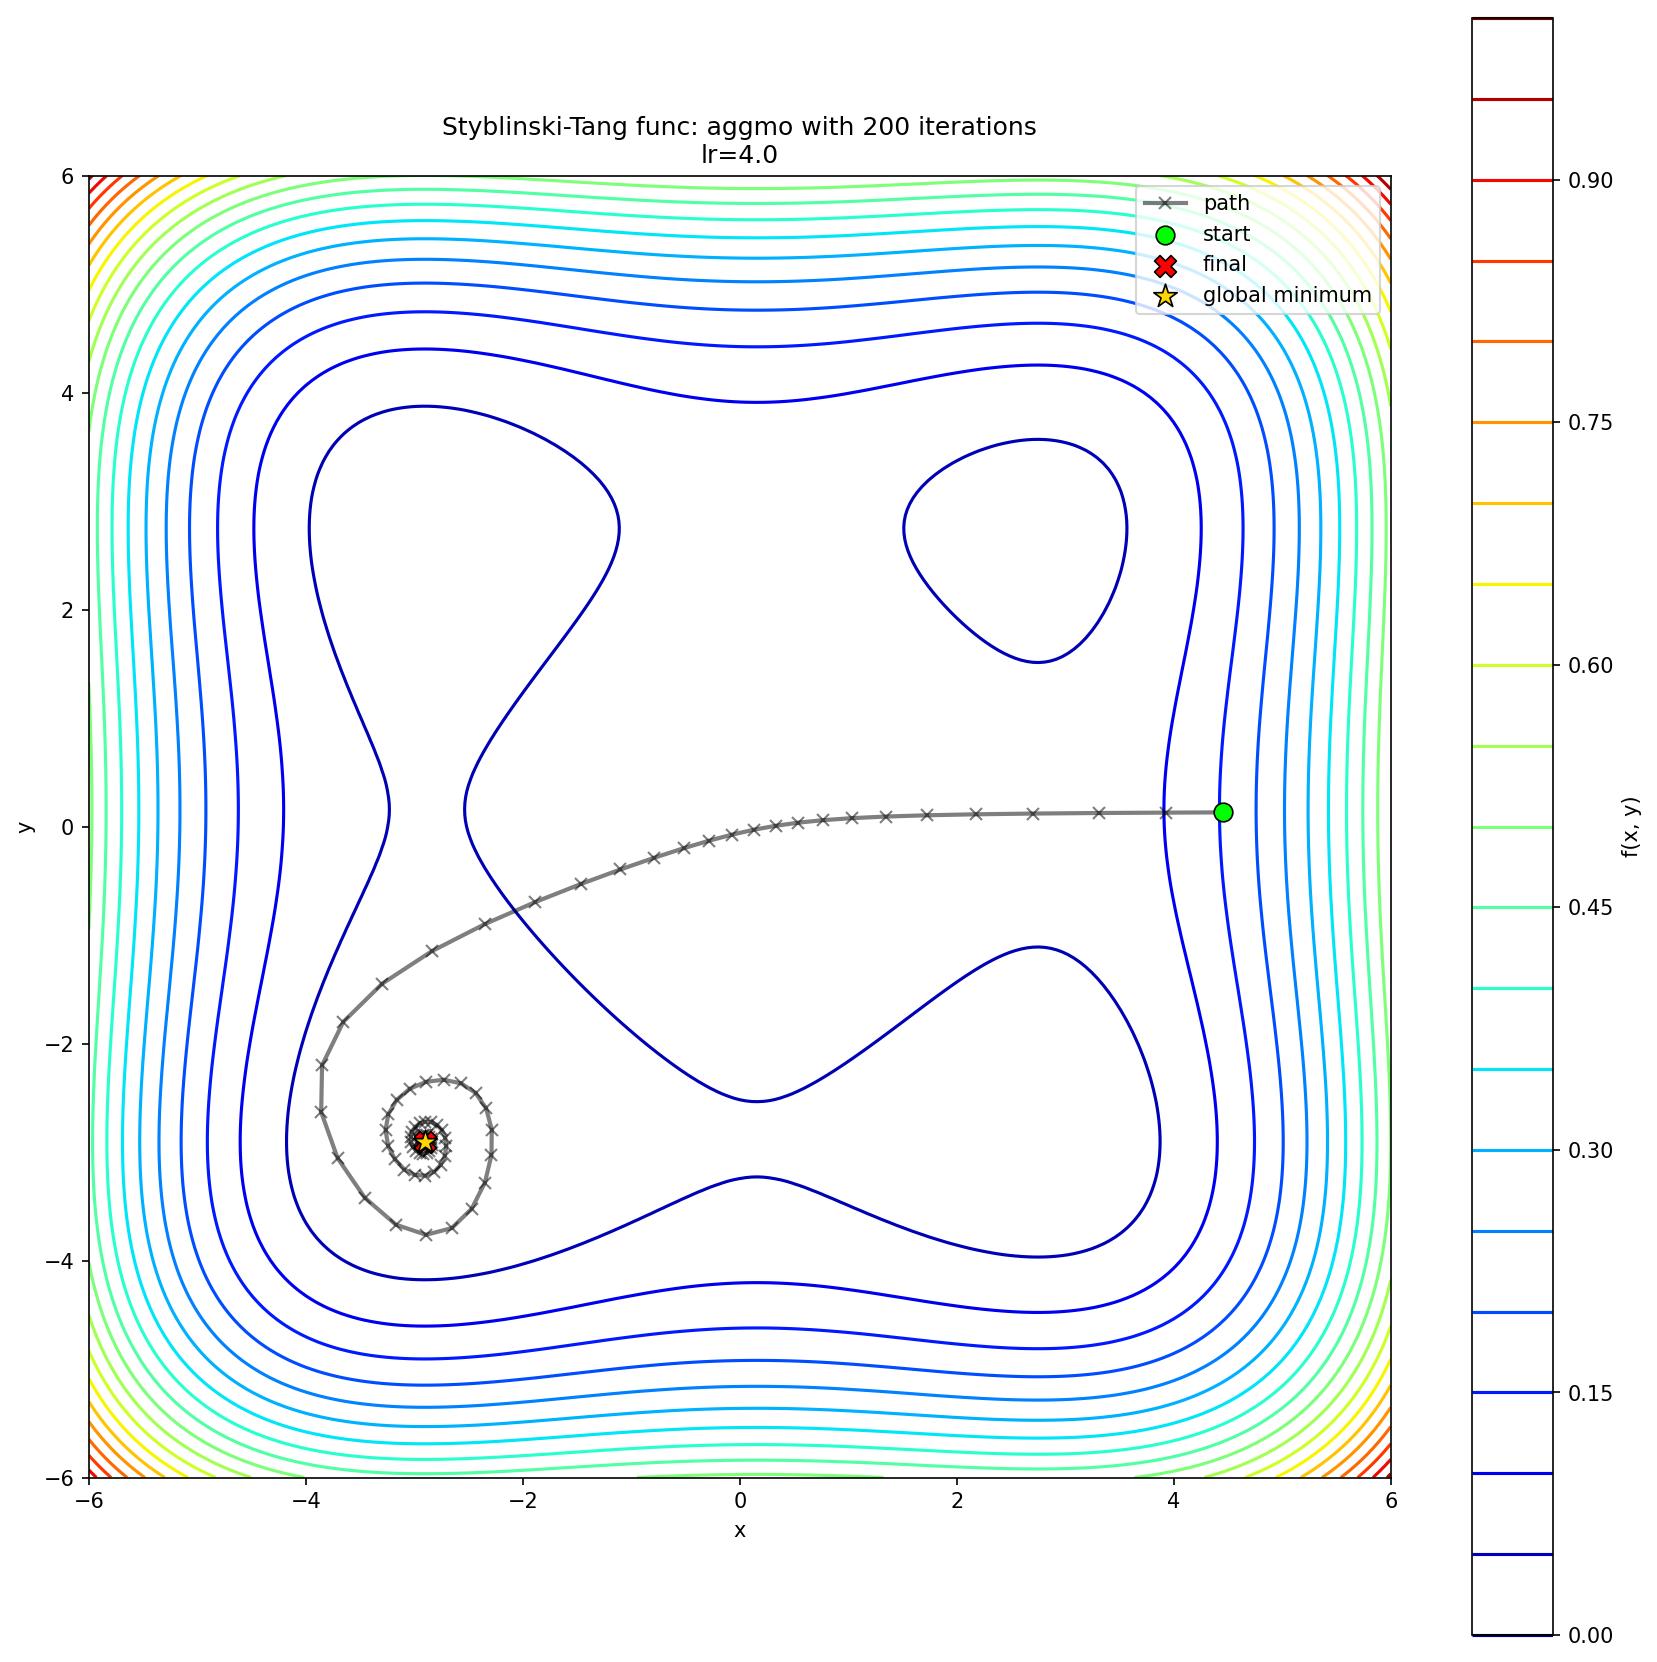 Styblinski-Tang func: aggmo with 200 iterations
lr=4.0
path
start
final
global minimum
6
4
2
0
−2
−4
−6
y
−6
−4
−2
0
2
4
6
x
0.90
0.75
0.60
0.45
0.30
0.15
0.00
f(x, y)